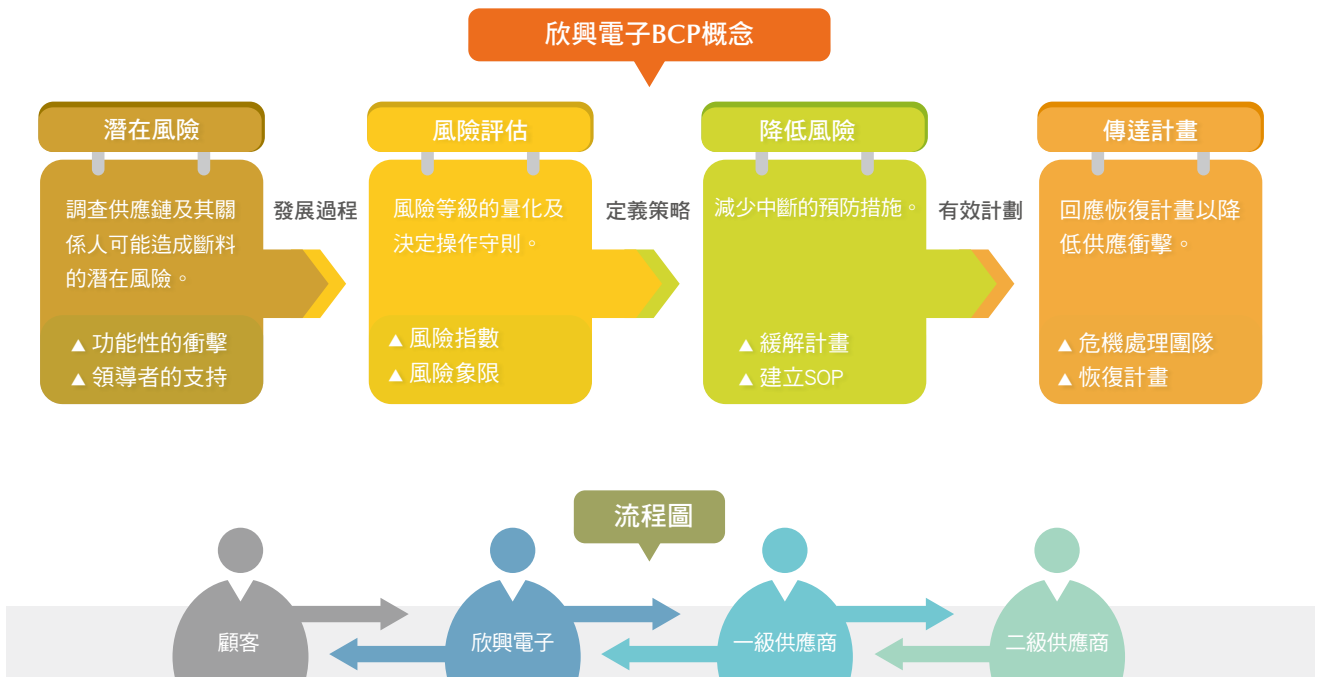 欣興電子BCP概念
潛在風險
調查供應鏈及其關
係人可能造成斷料
的潛在風險。
▲ 功能性的衝擊
▲ 領導者的支持
發展過程
風險評估
風險等級的量化及
決定操作守則。
▲ 風險指數
▲ 風險象限
定義策略
降低風險
減少中斷的預防措施。
▲ 緩解計畫
▲ 建立SOP
有效計劃
傳達計畫
回應恢復計畫以降
低供應衝擊。
▲ 危機處理團隊
▲ 恢復計畫
流程圖
顧客
欣興電子
一級供應商
二級供應商